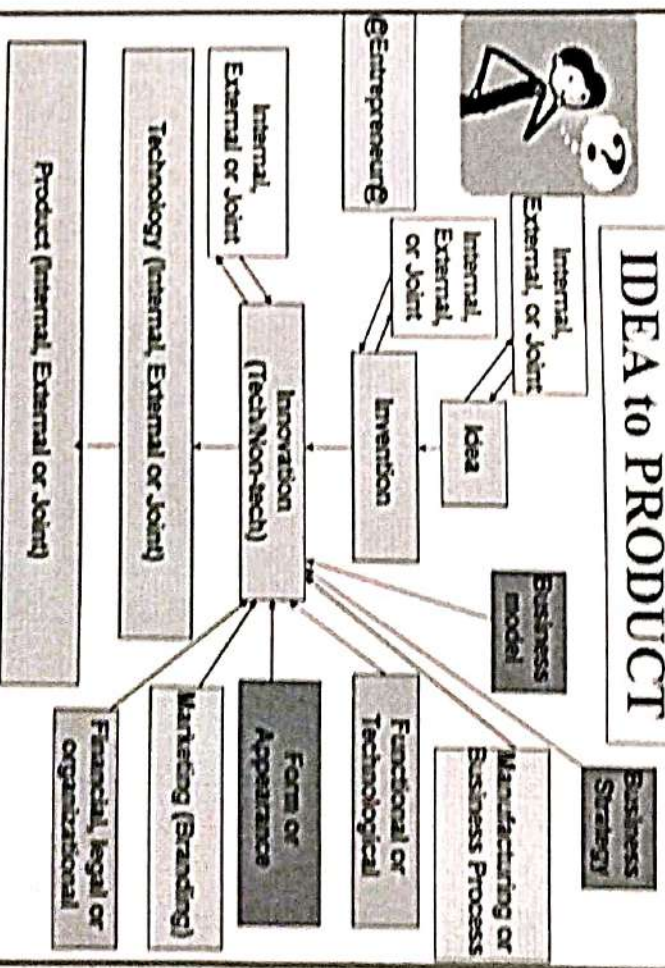 IDEA to PRODUCT
?
Internal,
External, or Joint
Idea
Business
model
Business
Strategy
@Entrepreneur@
Internal,
External,
or Joint
Invention
Manufacturing or
Business Process
Functional or
Technological
Internal,
External or Joint
Innovation
(Tech/Non-tech)
Form or
Appearance
Technology (Internal, External or Joint)
Marketing (Branding)
Product (Internal, External or Joint)
Financial, legal or
organizational